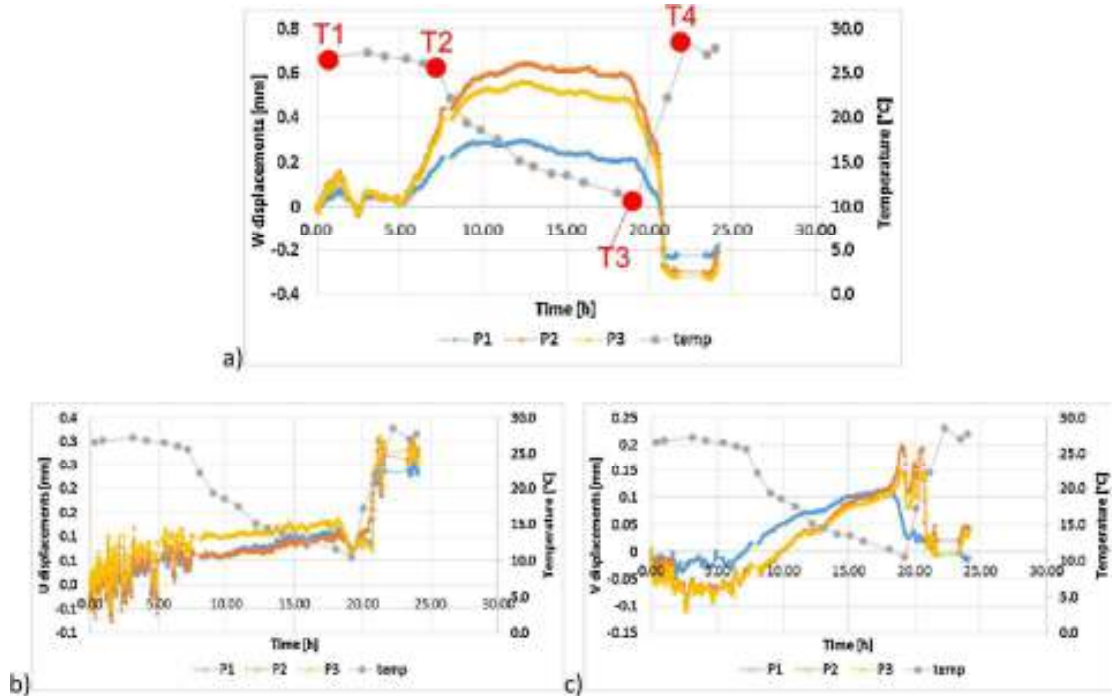 0.8 30.0
T1 T2 T4
0.6 25.0
0.4 20.0
0.2 15.0
0 10.0
0.00 5.00 10.00 15.00 20.00 25.00 30.00
-0.2 T3 5.0
-0.4 0.0
W displacements [mm]
Temperature [°C]
Time [h]
P1 P2 P3 temp
a)
0.4 30.0
0.3 25.0
0.3
0.2 20.0
0.2 15.0
0.1
0.1 10.0
0.0 5.0
0.00 5.00 10.00 15.00 20.00 25.00 30.00
-0.1
-0.1 0.0
U displacements [mm]
Temperature [°C]
Time [h]
P1 P2 P3 temp
b)
0.25 30.0
0.2 25.0
0.15 20.0
0.1
0.05 15.0
0 10.0
0.00 5.00 10.00 15.00 20.00 25.00 30.00
-0.05
-0.1 5.0
-0.15 0.0
V displacements [mm]
Temperature [°C]
Time [h]
P1 P2 P3 temp
c)